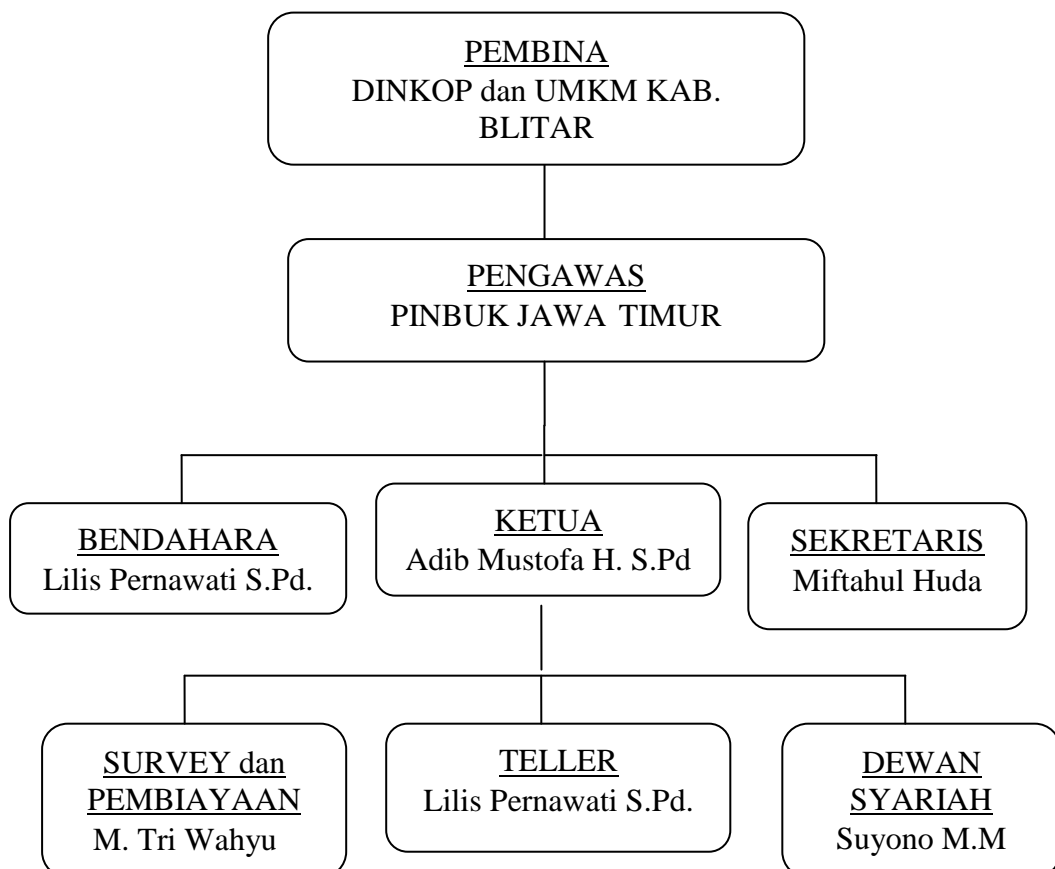 PEMBINA
DINKOP dan UMKM KAB.
BLITAR
PENGAWAS
PINBUK JAWA TIMUR
BENDAHARA
Lilis Pernawati S.Pd.
KETUA
Adib Mustofa H. S.Pd
SEKRETARIS
Miftahul Huda
SURVEY dan
PEMBIAYAAN
M. Tri Wahyu
TELLER
Lilis Pernawati S.Pd.
DEWAN
SYARIAH
Suyono M.M